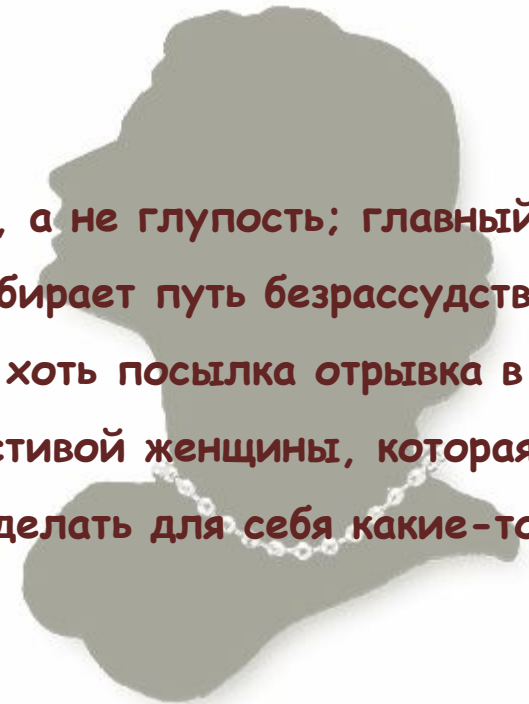 , а не глупость; главный
бирает путь безрассудств
хоть посылка отрывка в
стивой женщины, которая
делать для себя какие-то